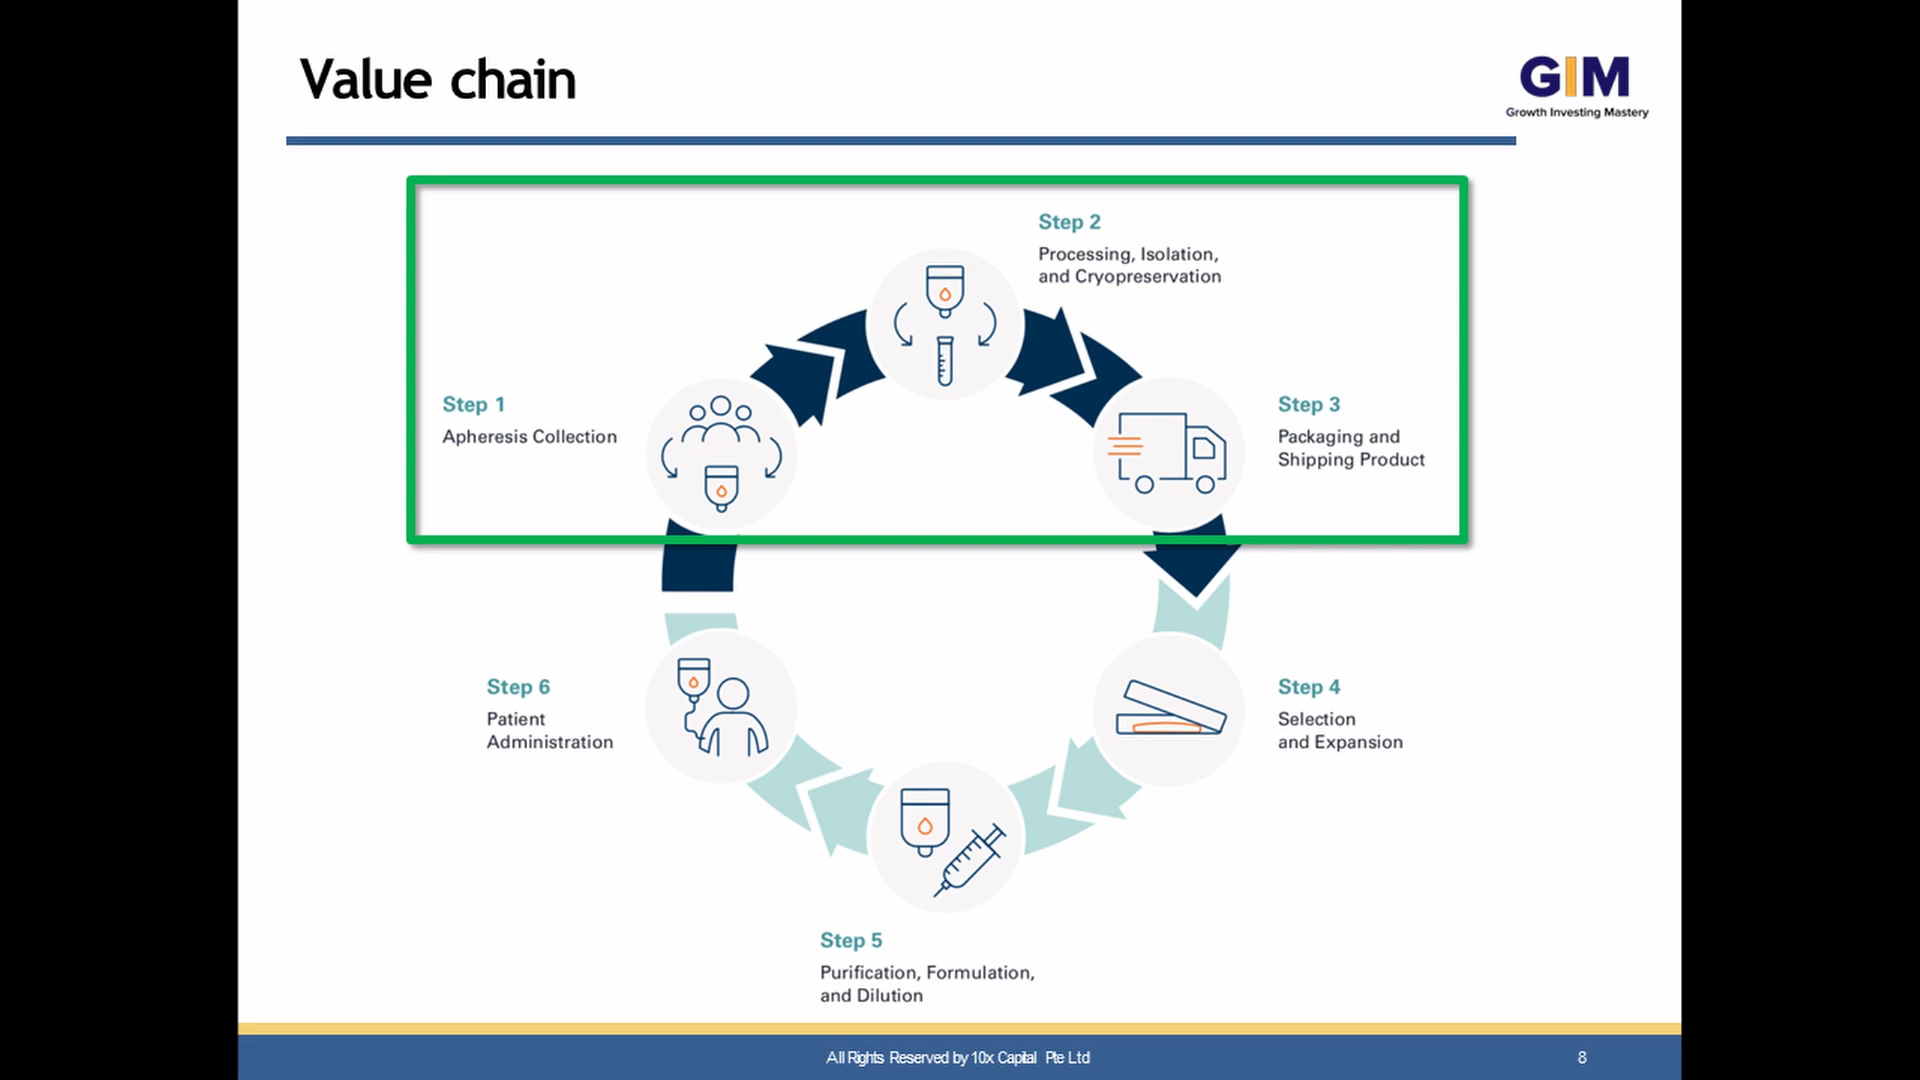 Value chain
GIM
Growth Investing Mastery
Step 1
Apheresis Collection
Step 2
Processing, Isolation,
and Cryopreservation
Step 3
Packaging and
Shipping Product
Step 4
Selection
and Expansion
Step 5
Purification, Formulation,
and Dilution
Step 6
Patient
Administration
All Rights Reserved by 10x Capital Pte Ltd
8